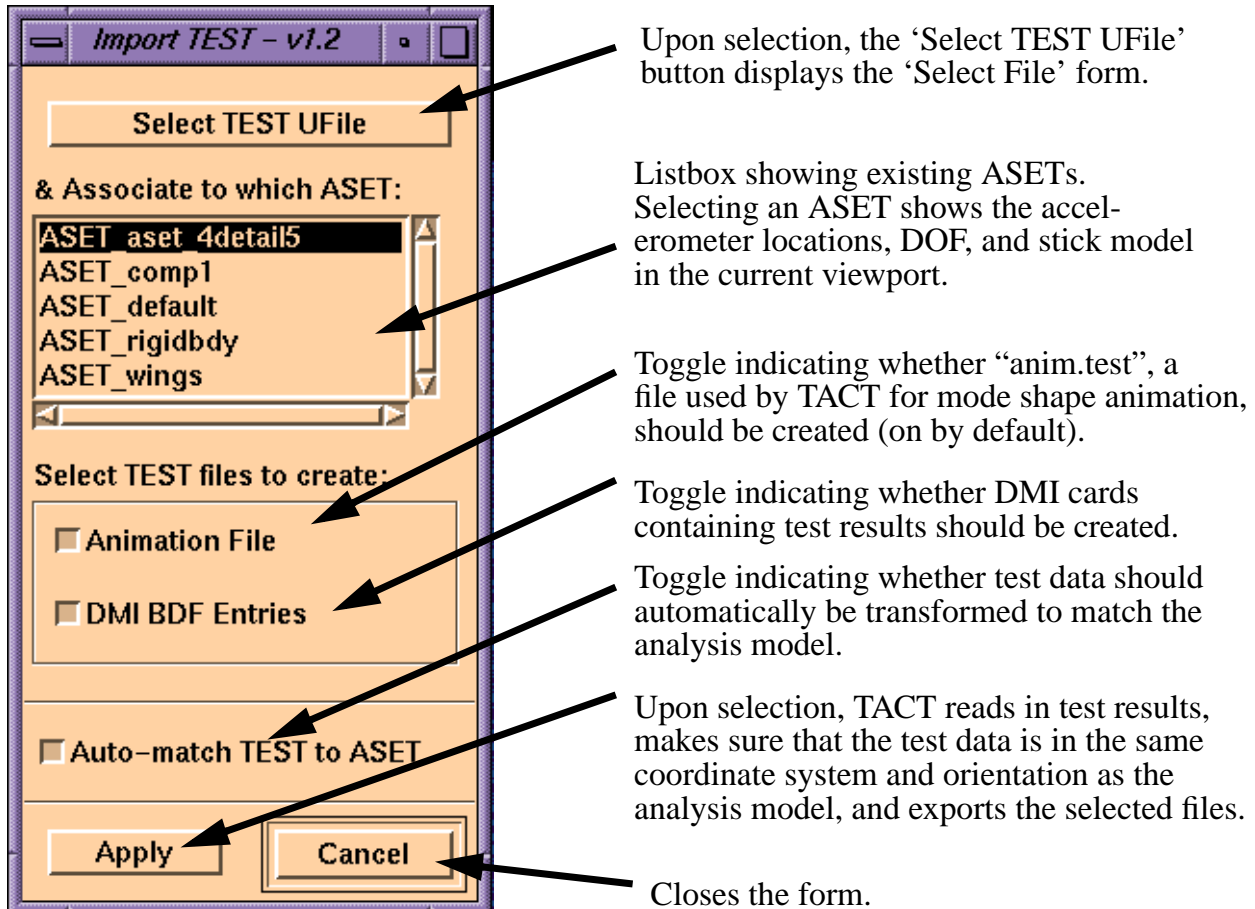 Import TEST – v1.2
Select TEST UFile
& Associate to which ASET:
ASET_aset_4detail5
ASET_comp1
ASET_default
ASET_rigidbdy
ASET_wings
Select TEST files to create:
Animation File
DMI BDF Entries
Auto–match TEST to ASET
Apply
Cancel
Upon selection, the ‘Select TEST UFile’
button displays the ‘Select File’ form.
Listbox showing existing ASETs.
Selecting an ASET shows the accel-
erometer locations, DOF, and stick model
in the current viewport.
Toggle indicating whether “anim.test”, a
file used by TACT for mode shape animation,
should be created (on by default).
Toggle indicating whether DMI cards
containing test results should be created.
Toggle indicating whether test data should
automatically be transformed to match the
analysis model.
Upon selection, TACT reads in test results,
makes sure that the test data is in the same
coordinate system and orientation as the
analysis model, and exports the selected files.
Closes the form.